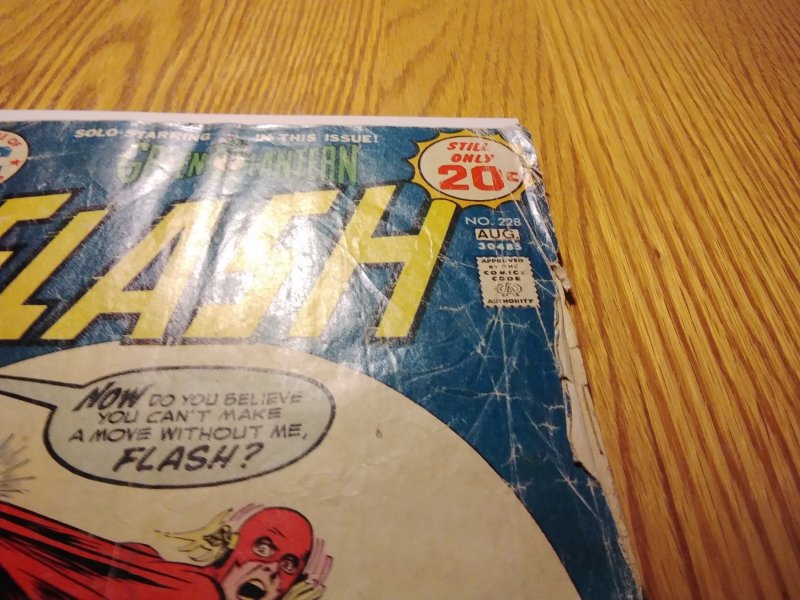 SOLO-STARRING IN THIS ISSUE!
GREEN LANTERN
STILL
ONLY
20¢
FLASH
NO. 228
AUG.
30485
APPROVED
BY THE
COMICS
CODE
AUTHORITY
NOW DO YOU BELIEVE
YOU CAN'T MAKE
A MOVE WITHOUT ME,
FLASH?